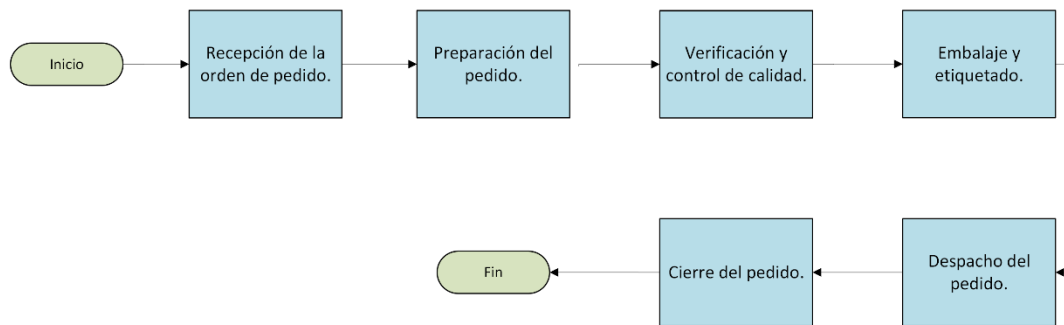 Inicio
Recepción de la
orden de pedido.
Preparación del
pedido.
Verificación y
control de calidad.
Embalaje y
etiquetado.
Fin
Cierre del pedido.
Despacho del
pedido.